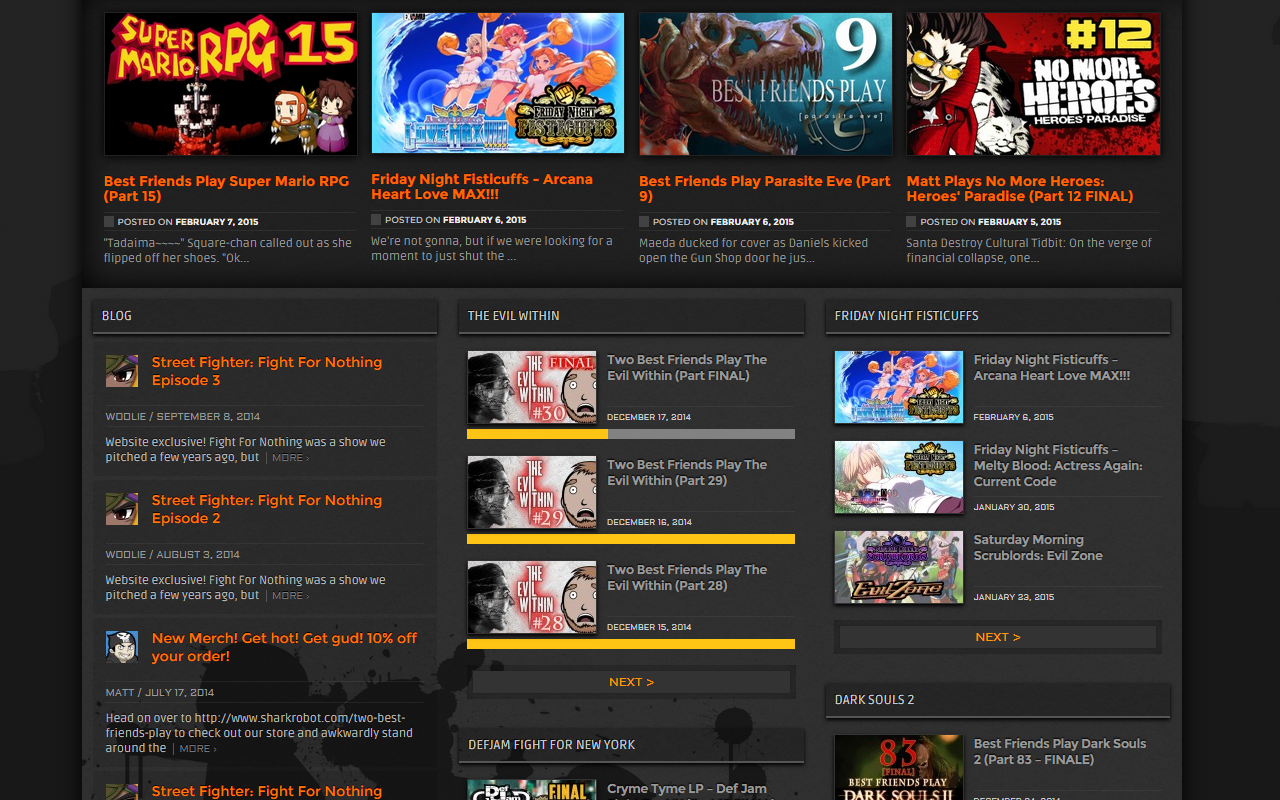 SUPER MARIO RPG 15
FRIDAY NIGHT FISTICUFFS
9
BEST FRIENDS PLAY
[parasite eve]
#12
NO MORE
HEROES
HEROES' PARADISE
Best Friends Play Super Mario RPG
(Part 15)
POSTED ON FEBRUARY 7, 2015
"Tadaima~~~~" Square-chan called out as she
flipped off her shoes. "Ok...
Friday Night Fisticuffs - Arcana
Heart Love MAX!!!
POSTED ON FEBRUARY 6, 2015
We're not gonna, but if we were looking for a
moment to just shut the ...
Best Friends Play Parasite Eve (Part
9)
POSTED ON FEBRUARY 6, 2015
Maeda ducked for cover as Daniels kicked
open the Gun Shop door he jus...
Matt Plays No More Heroes:
Heroes' Paradise (Part 12 FINAL)
POSTED ON FEBRUARY 5, 2015
Santa Destroy Cultural Tidbit: On the verge of
financial collapse, one...
BLOG
Street Fighter: Fight For Nothing
Episode 3
WOOLIE / SEPTEMBER 8, 2014
Website exclusive! Fight For Nothing was a show we
pitched a few years ago, but | MORE ›
Street Fighter: Fight For Nothing
Episode 2
WOOLIE / AUGUST 3, 2014
Website exclusive! Fight For Nothing was a show we
pitched a few years ago, but | MORE ›
New Merch! Get hot! Get gud! 10% off
your order!
MATT / JULY 17, 2014
Head on over to http://www.sharkrobot.com/two-best-
friends-play to check out our store and awkwardly stand
around the | MORE ›
Street Fighter: Fight For Nothing
THE EVIL WITHIN
THE EVIL WITHIN FINAL #30
Two Best Friends Play The
Evil Within (Part FINAL)
DECEMBER 17, 2014
THE EVIL WITHIN #29
Two Best Friends Play The
Evil Within (Part 29)
DECEMBER 16, 2014
THE EVIL WITHIN #28
Two Best Friends Play The
Evil Within (Part 28)
DECEMBER 15, 2014
NEXT >
DEFJAM FIGHT FOR NEW YORK
Def Jam FINAL
Cryme Tyme LP – Def Jam
FRIDAY NIGHT FISTICUFFS
Friday Night Fisticuffs –
Arcana Heart Love MAX!!!
FEBRUARY 6, 2015
Friday Night Fisticuffs –
Melty Blood: Actress Again:
Current Code
JANUARY 30, 2015
EVIL ZONE
Saturday Morning
Scrublords: Evil Zone
JANUARY 23, 2015
NEXT >
DARK SOULS 2
83
[FINAL]
BEST FRIENDS PLAY
DARK SOULS II
Best Friends Play Dark Souls
2 (Part 83 – FINALE)